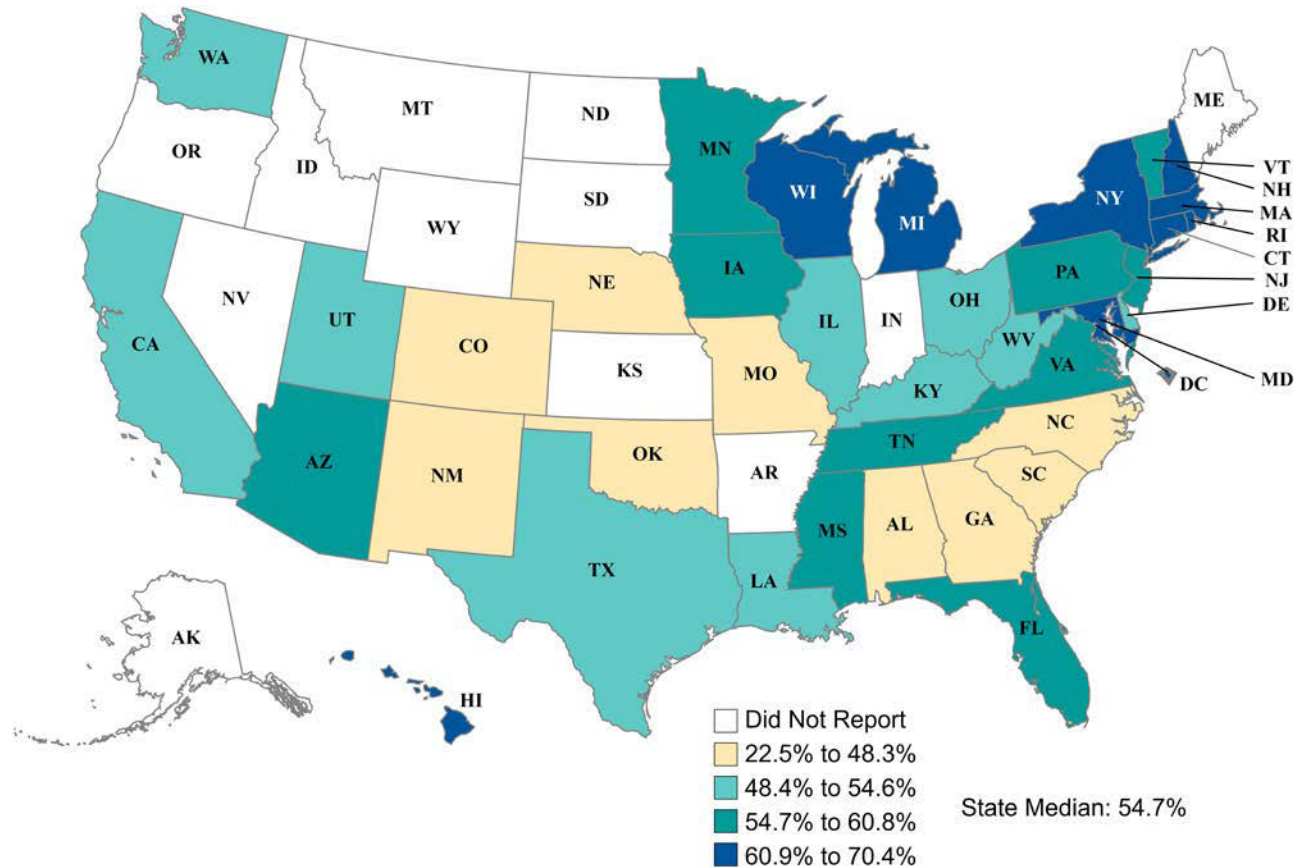 WA
MT
ND
ME
OR
ID
MN
VT
NH
WI
NY
MA
SD
MI
RI
WY
CT
IA
PA
NJ
NE
OH
DE
NV
UT
IL
IN
CA
CO
WV
VA
KS
MO
KY
DC
MD
NC
TN
AZ
OK
NM
AR
SC
MS
AL
GA
TX
LA
FL
AK
HI
Did Not Report
22.5% to 48.3%
48.4% to 54.6%
54.7% to 60.8%
State Median: 54.7%
60.9% to 70.4%